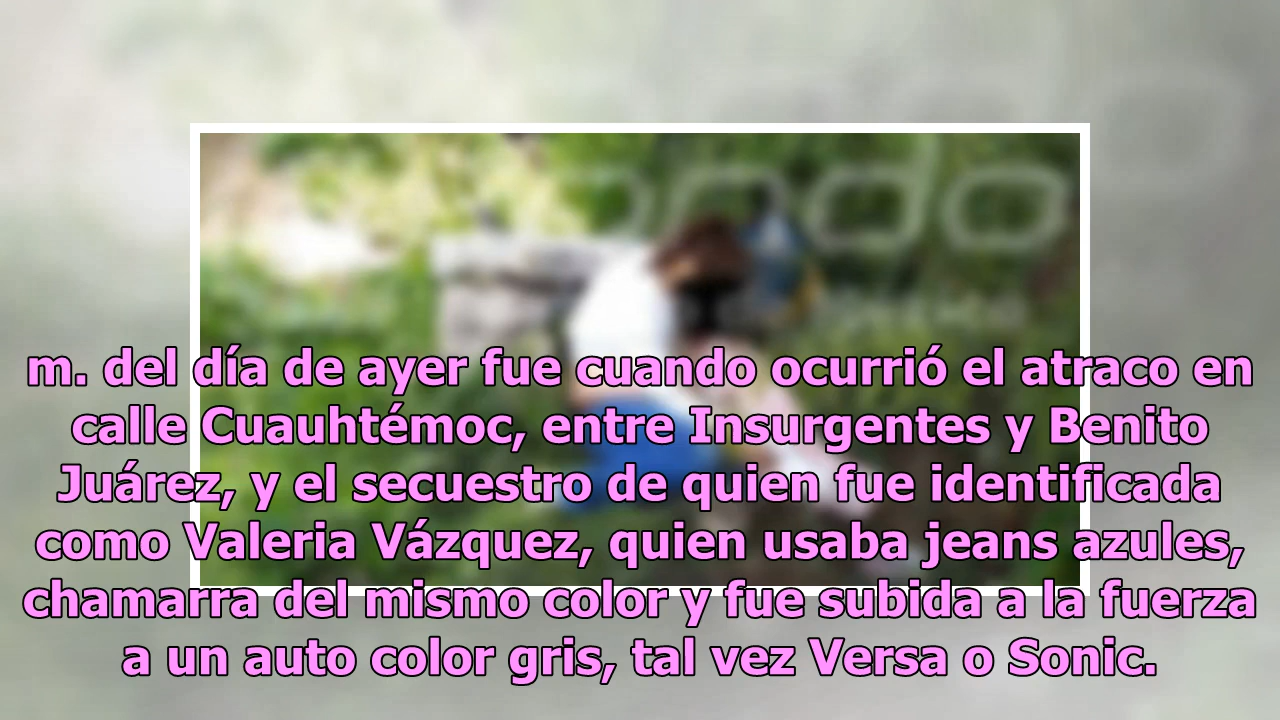 m. del día de ayer fue cuando ocurrió el atraco en
calle Cuauhtémoc, entre Insurgentes y Benito
Juárez, y el secuestro de quien fue identificada
como Valeria Vázquez, quien usaba jeans azules,
chamarra del mismo color y fue subida a la fuerza
a un auto color gris, tal vez Versa o Sonic.